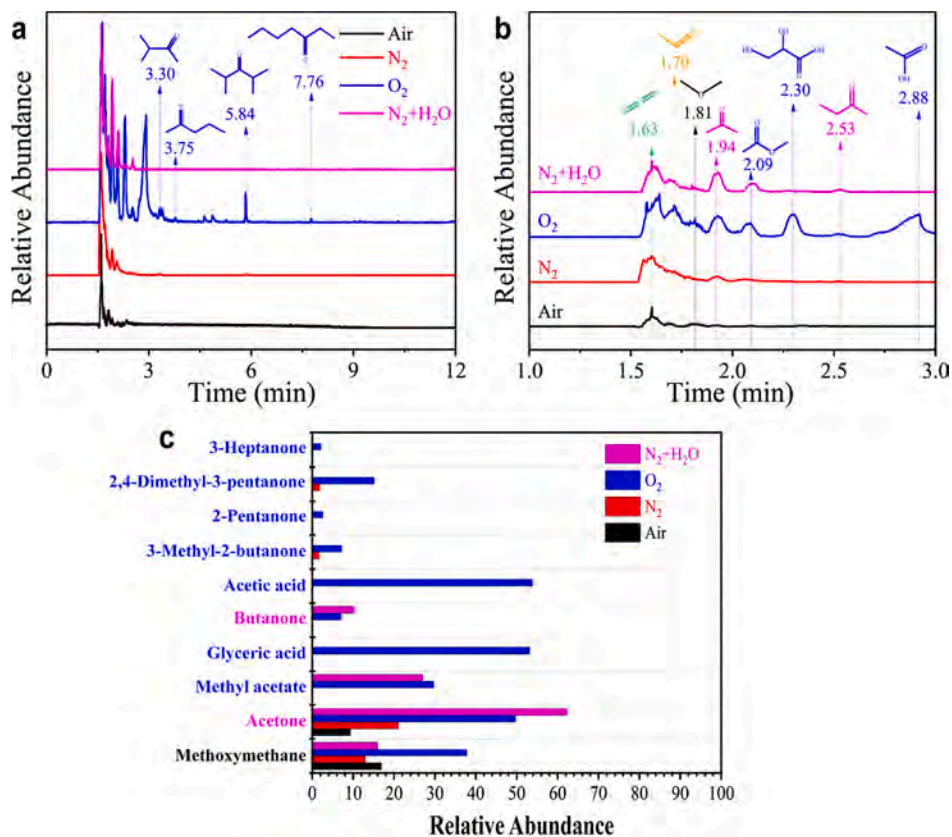 a
Air
N₂
O₂
N₂+H₂O
3.30
3.75
5.84
7.76
O
O
O
O
Relative Abundance
0
3
6
9
12
Time (min)
b
1.63
1.70
1.81
1.94
2.09
2.30
2.53
2.88
N₂+H₂O
O₂
N₂
Air
Relative Abundance
1.0
1.5
2.0
2.5
3.0
Time (min)
c
3-Heptanone
2,4-Dimethyl-3-pentanone
2-Pentanone
3-Methyl-2-butanone
Acetic acid
Butanone
Glyceric acid
Methyl acetate
Acetone
Methoxymethane
N₂+H₂O
O₂
N₂
Air
0 10 20 30 40 50 60 70 80 90 100
Relative Abundance